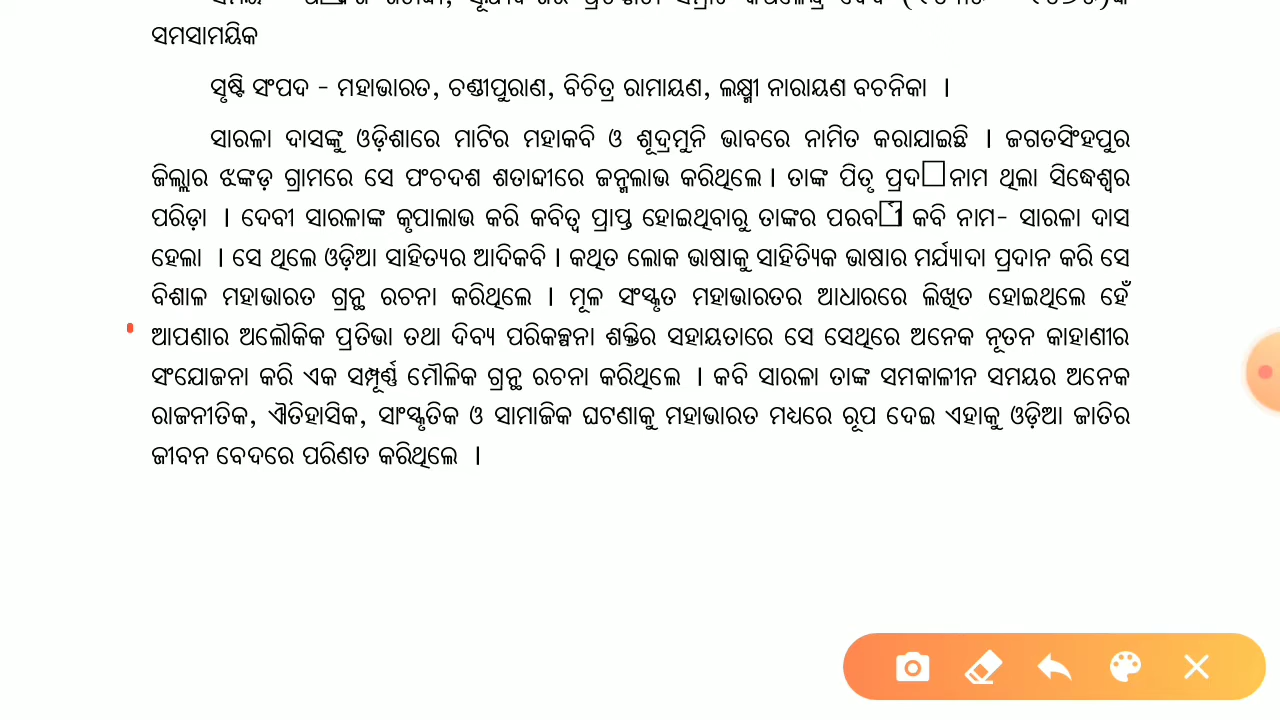 ସମସାମୟିକ
ସୃଷ୍ଟି ସଂପଦ - ମହାଭାରତ, ଚଣ୍ଡୀପୁରାଣ, ବିଚିତ୍ର ରାମାୟଣ, ଲକ୍ଷ୍ମୀ ନାରାୟଣ ବଚନିକା ।
ସାରଳା ଦାସଙ୍କୁ ଓଡ଼ିଶାରେ ମାଟିର ମହାକବି ଓ ଶୂଦ୍ରମୁନି ଭାବରେ ନାମିତ କରାଯାଇଛି । ଜଗତସିଂହପୁର
ଜିଲ୍ଲାର ଝଙ୍କଡ଼ ଗ୍ରାମରେ ସେ ପଂଚଦଶ ଶତାବ୍ଦୀରେ ଜନ୍ମଲାଭ କରିଥିଲେ । ତାଙ୍କ ପିତୃ ନାମ ଥିଲା ସିଦ୍ଧେଶ୍ୱର
ପରିଡ଼ା । ଦେବୀ ସାରଳାଙ୍କ କୃପାଲାଭ କରି କବିତ୍ୱ ପ୍ରାପ୍ତ ହୋଇଥିବାରୁ ତାଙ୍କର କବି ନାମ- ସାରଳା ଦାସ
ହେଲା । ସେ ଥିଲେ ଓଡ଼ିଆ ସାହିତ୍ୟର ଆଦିକବି । କଥିତ ଲୋକ ଭାଷାକୁ ସାହିତ୍ୟିକ ଭାଷାର ମର୍ଯ୍ୟାଦା ପ୍ରଦାନ କରି ସେ
ବିଶାଳ ମହାଭାରତ ଗ୍ରନ୍ଥ ରଚନା କରିଥିଲେ । ମୂଳ ସଂସ୍କୃତ ମହାଭାରତର ଆଧାରରେ ଲିଖିତ ହୋଇଥିଲେ ହେଁ
ଆପଣାର ଅଲୌକିକ ପ୍ରତିଭା ତଥା ଦିବ୍ୟ ପରିକଳ୍ପନା ଶକ୍ତିର ସହାୟତାରେ ସେ ସେଥିରେ ଅନେକ ନୂତନ କାହାଣୀର
ସଂଯୋଜନା କରି ଏକ ସମ୍ପୂର୍ଣ୍ଣ ମୌଳିକ ଗ୍ରନ୍ଥ ରଚନା କରିଥିଲେ । କବି ସାରଳା ତାଙ୍କ ସମକାଳୀନ ସମୟର ଅନେକ
ରାଜନୀତିକ, ଐତିହାସିକ, ସାଂସ୍କୃତିକ ଓ ସାମାଜିକ ଘଟଣାକୁ ମହାଭାରତ ମଧ୍ୟରେ ରୂପ ଦେଇ ଏହାକୁ ଓଡ଼ିଆ ଜାତିର
ଜୀବନ ବେଦରେ ପରିଣତ କରିଥିଲେ ।